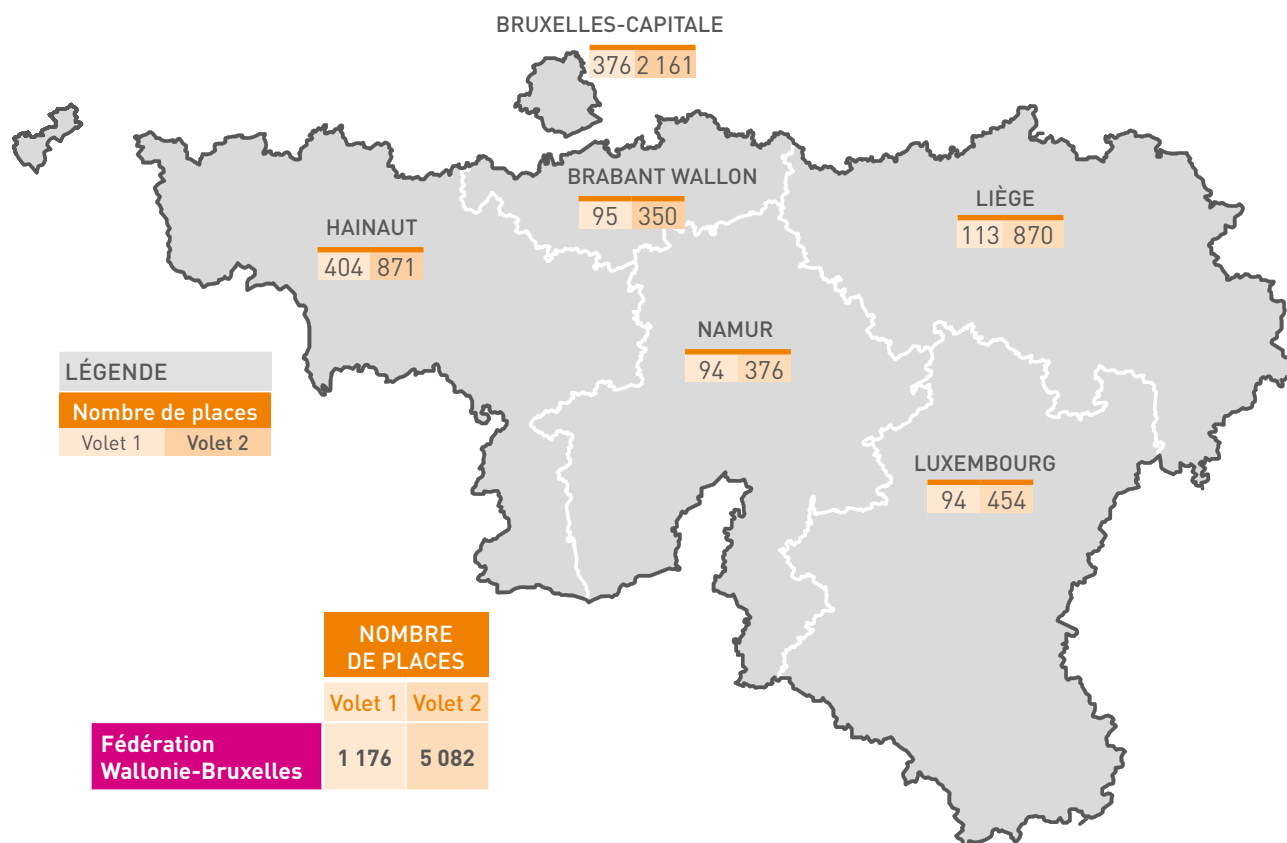 BRUXELLES-CAPITALE
376 2 161
BRABANT WALLON
95 350
LIÈGE
113 870
HAINAUT
404 871
NAMUR
94 376
LÉGENDE
Nombre de places
Volet 1 Volet 2
LUXEMBOURG
94 454
NOMBRE
DE PLACES
Volet 1 Volet 2
Fédération
Wallonie-Bruxelles
1 176 5 082